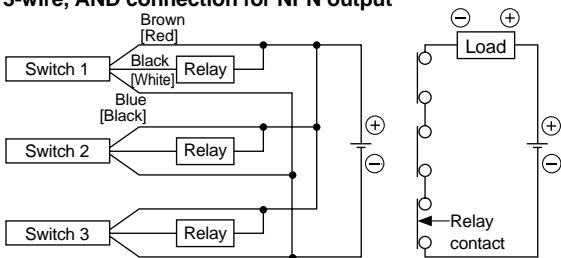 3-wire, AND connection for NPN output
Brown
[Red]
Switch 1
Black
[White]
Relay
Blue
[Black]
Switch 2
Relay
Switch 3
Relay
+
−
− +
Load
+
−
Relay
contact